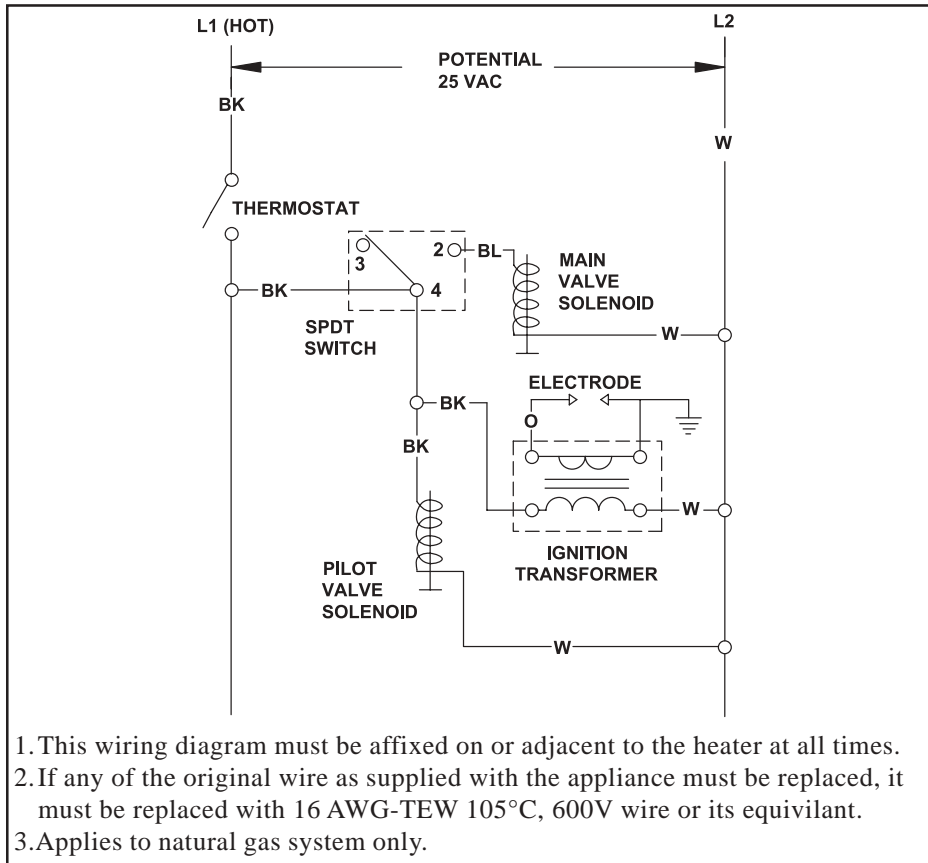 L1 (HOT)
L2
POTENTIAL
25 VAC
BK
W
THERMOSTAT
3
2
BL
MAIN
VALVE
SOLENOID
BK
4
SPDT
SWITCH
W
ELECTRODE
BK
O
BK
W
IGNITION
TRANSFORMER
PILOT
VALVE
SOLENOID
W
1.This wiring diagram must be affixed on or adjacent to the heater at all times.
2.If any of the original wire as supplied with the appliance must be replaced, it
must be replaced with 16 AWG-TEW 105°C, 600V wire or its equivilant.
3.Applies to natural gas system only.